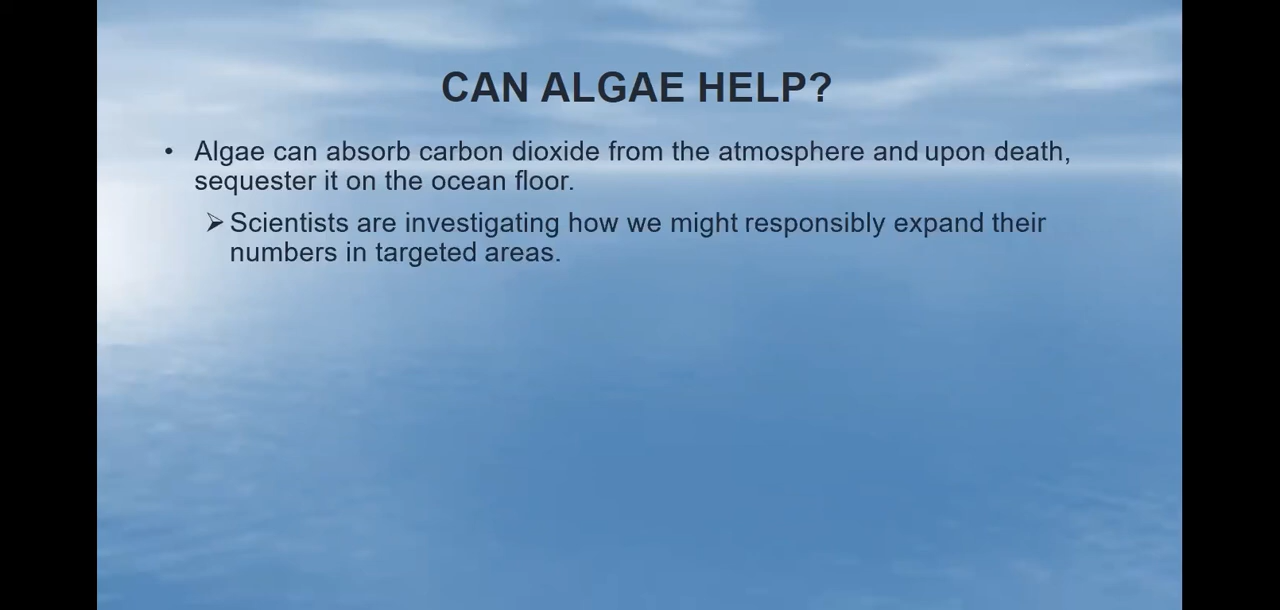 CAN ALGAE HELP?
• Algae can absorb carbon dioxide from the atmosphere and upon death,
sequester it on the ocean floor.
➢ Scientists are investigating how we might responsibly expand their
numbers in targeted areas.